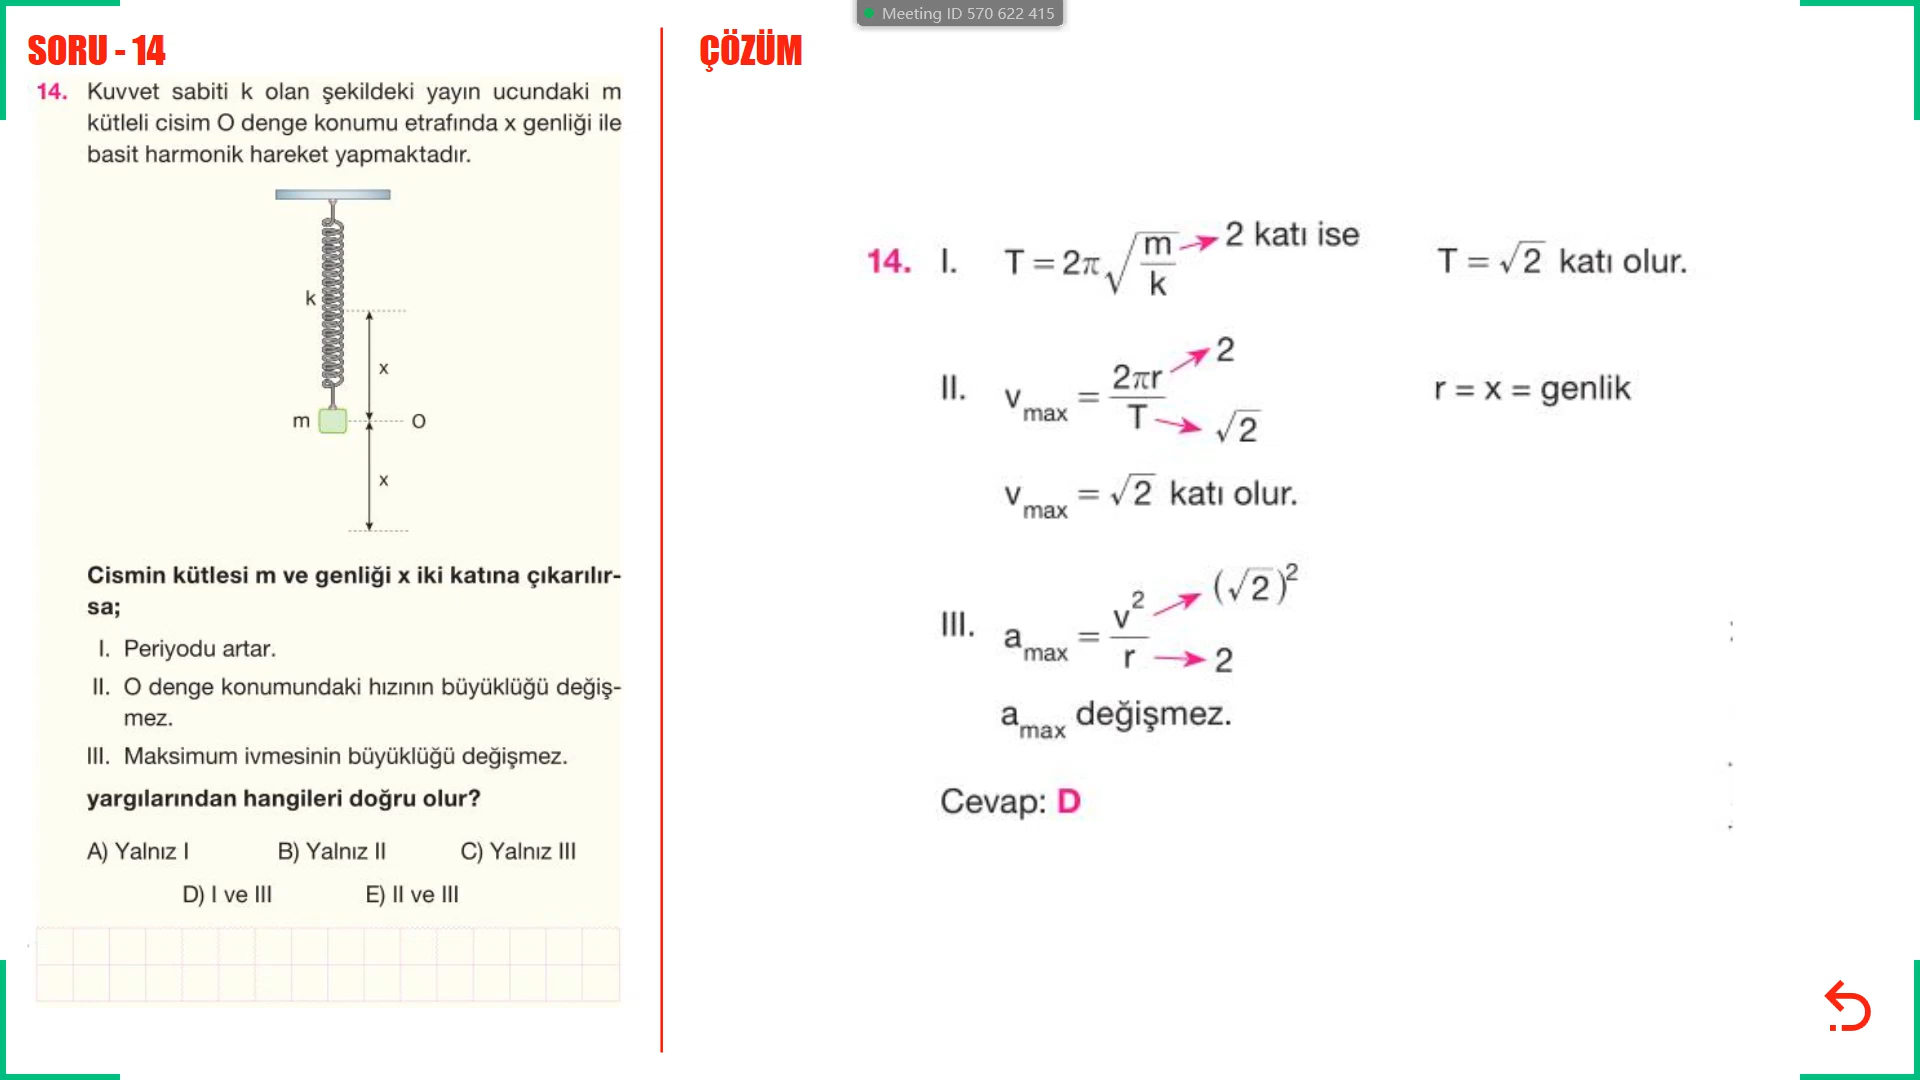 Meeting ID 570 622 415
SORU - 14
14. Kuvvet sabiti k olan şekildeki yayın ucundaki m
kütleli cisim O denge konumu etrafında x genliği ile
basit harmonik hareket yapmaktadır.
k
x
m
O
x
Cismin kütlesi m ve genliği x iki katına çıkarılır-
sa;
I. Periyodu artar.
II. O denge konumundaki hızının büyüklüğü değiş-
mez.
III. Maksimum ivmesinin büyüklüğü değişmez.
yargılarından hangileri doğru olur?
A) Yalnız I B) Yalnız II C) Yalnız III
D) I ve III E) II ve III
ÇÖZÜM
14. I. T = 2π√(m/k) → 2 katı ise T = √2 katı olur.
II. v_max = 2πr/T → 2 → √2 r = x = genlik
v_max = √2 katı olur.
III. a_max = v²/r → (√2)² → 2
a_max değişmez.
Cevap: D